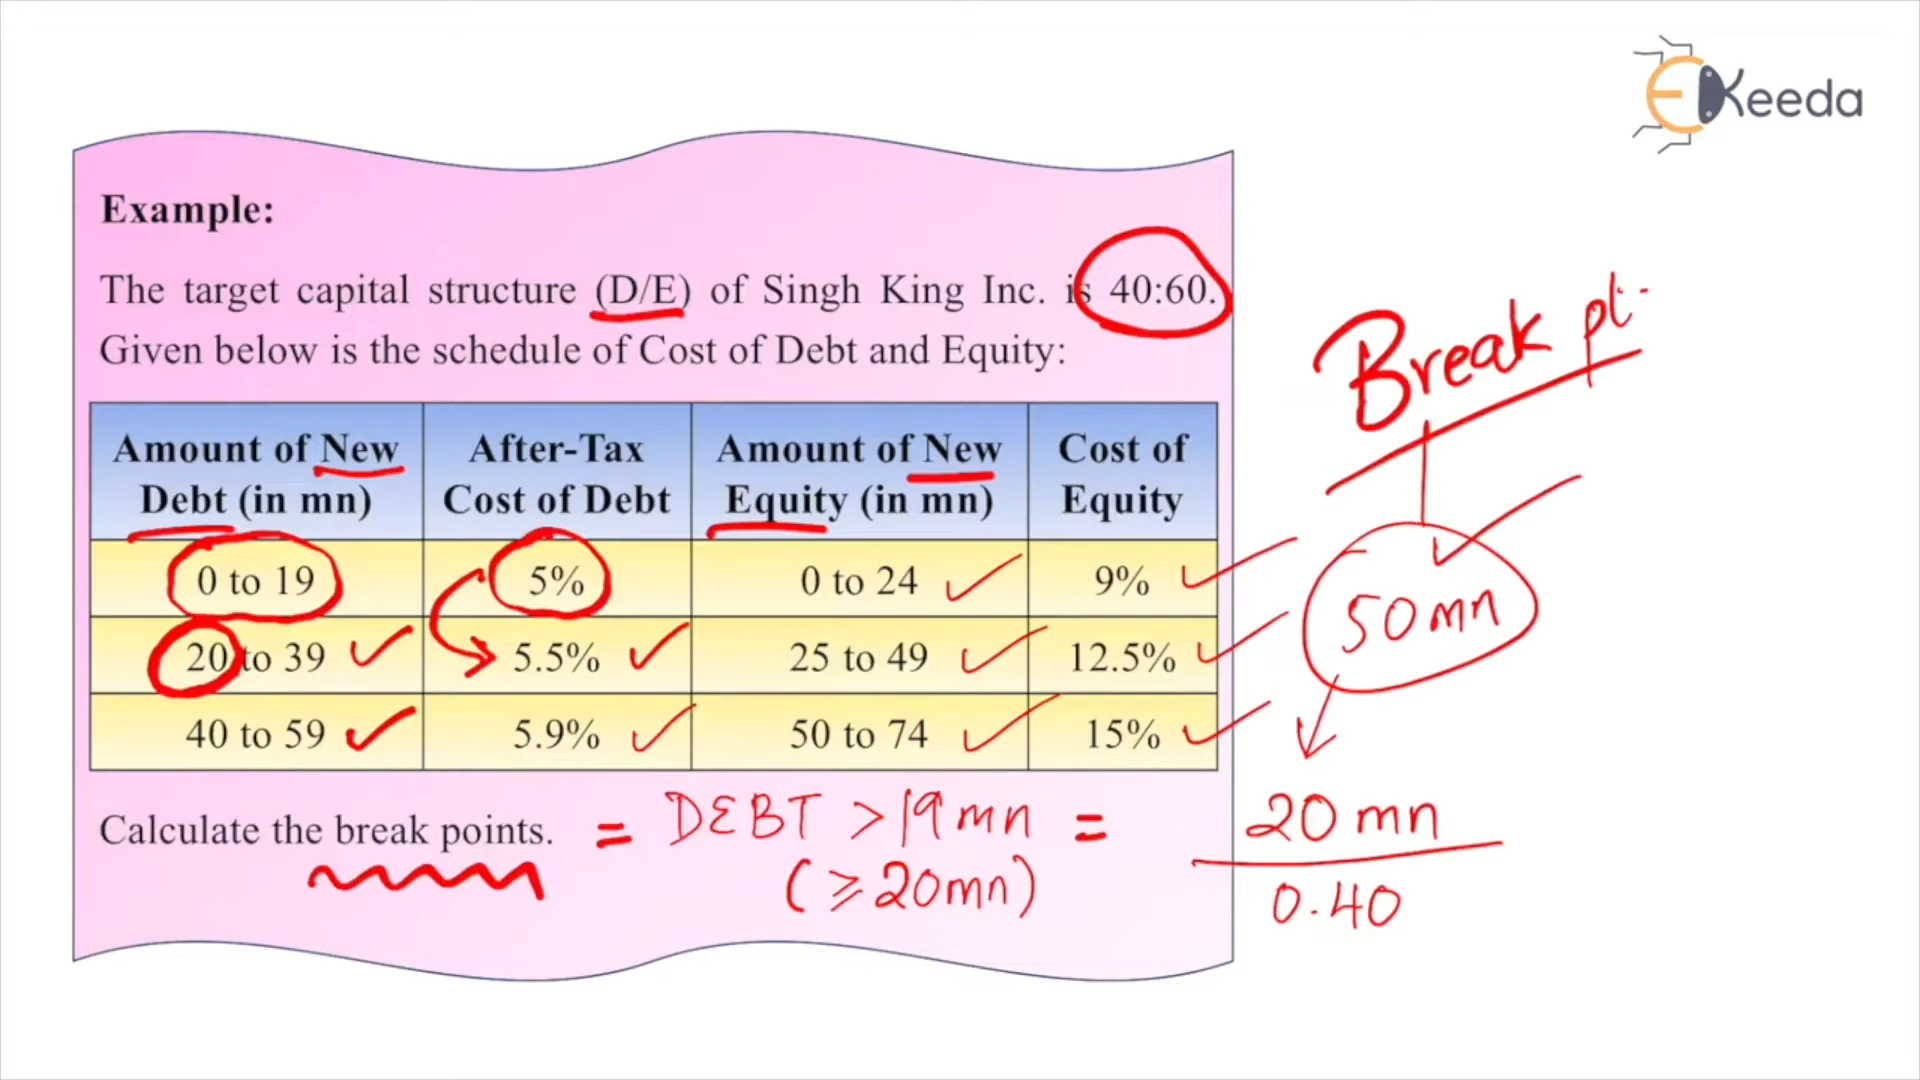 EKeeda
Example:
The target capital structure (D/E) of Singh King Inc. is 40:60.
Given below is the schedule of Cost of Debt and Equity:
Amount of New Debt (in mn) After-Tax Cost of Debt Amount of New Equity (in mn) Cost of Equity
0 to 19 5% 0 to 24 9%
20 to 39 5.5% 25 to 49 12.5%
40 to 59 5.9% 50 to 74 15%
Calculate the break points. = DEBT > 19mn =
(≥20mn)
Break pt.
50mn
20 mn
0.40